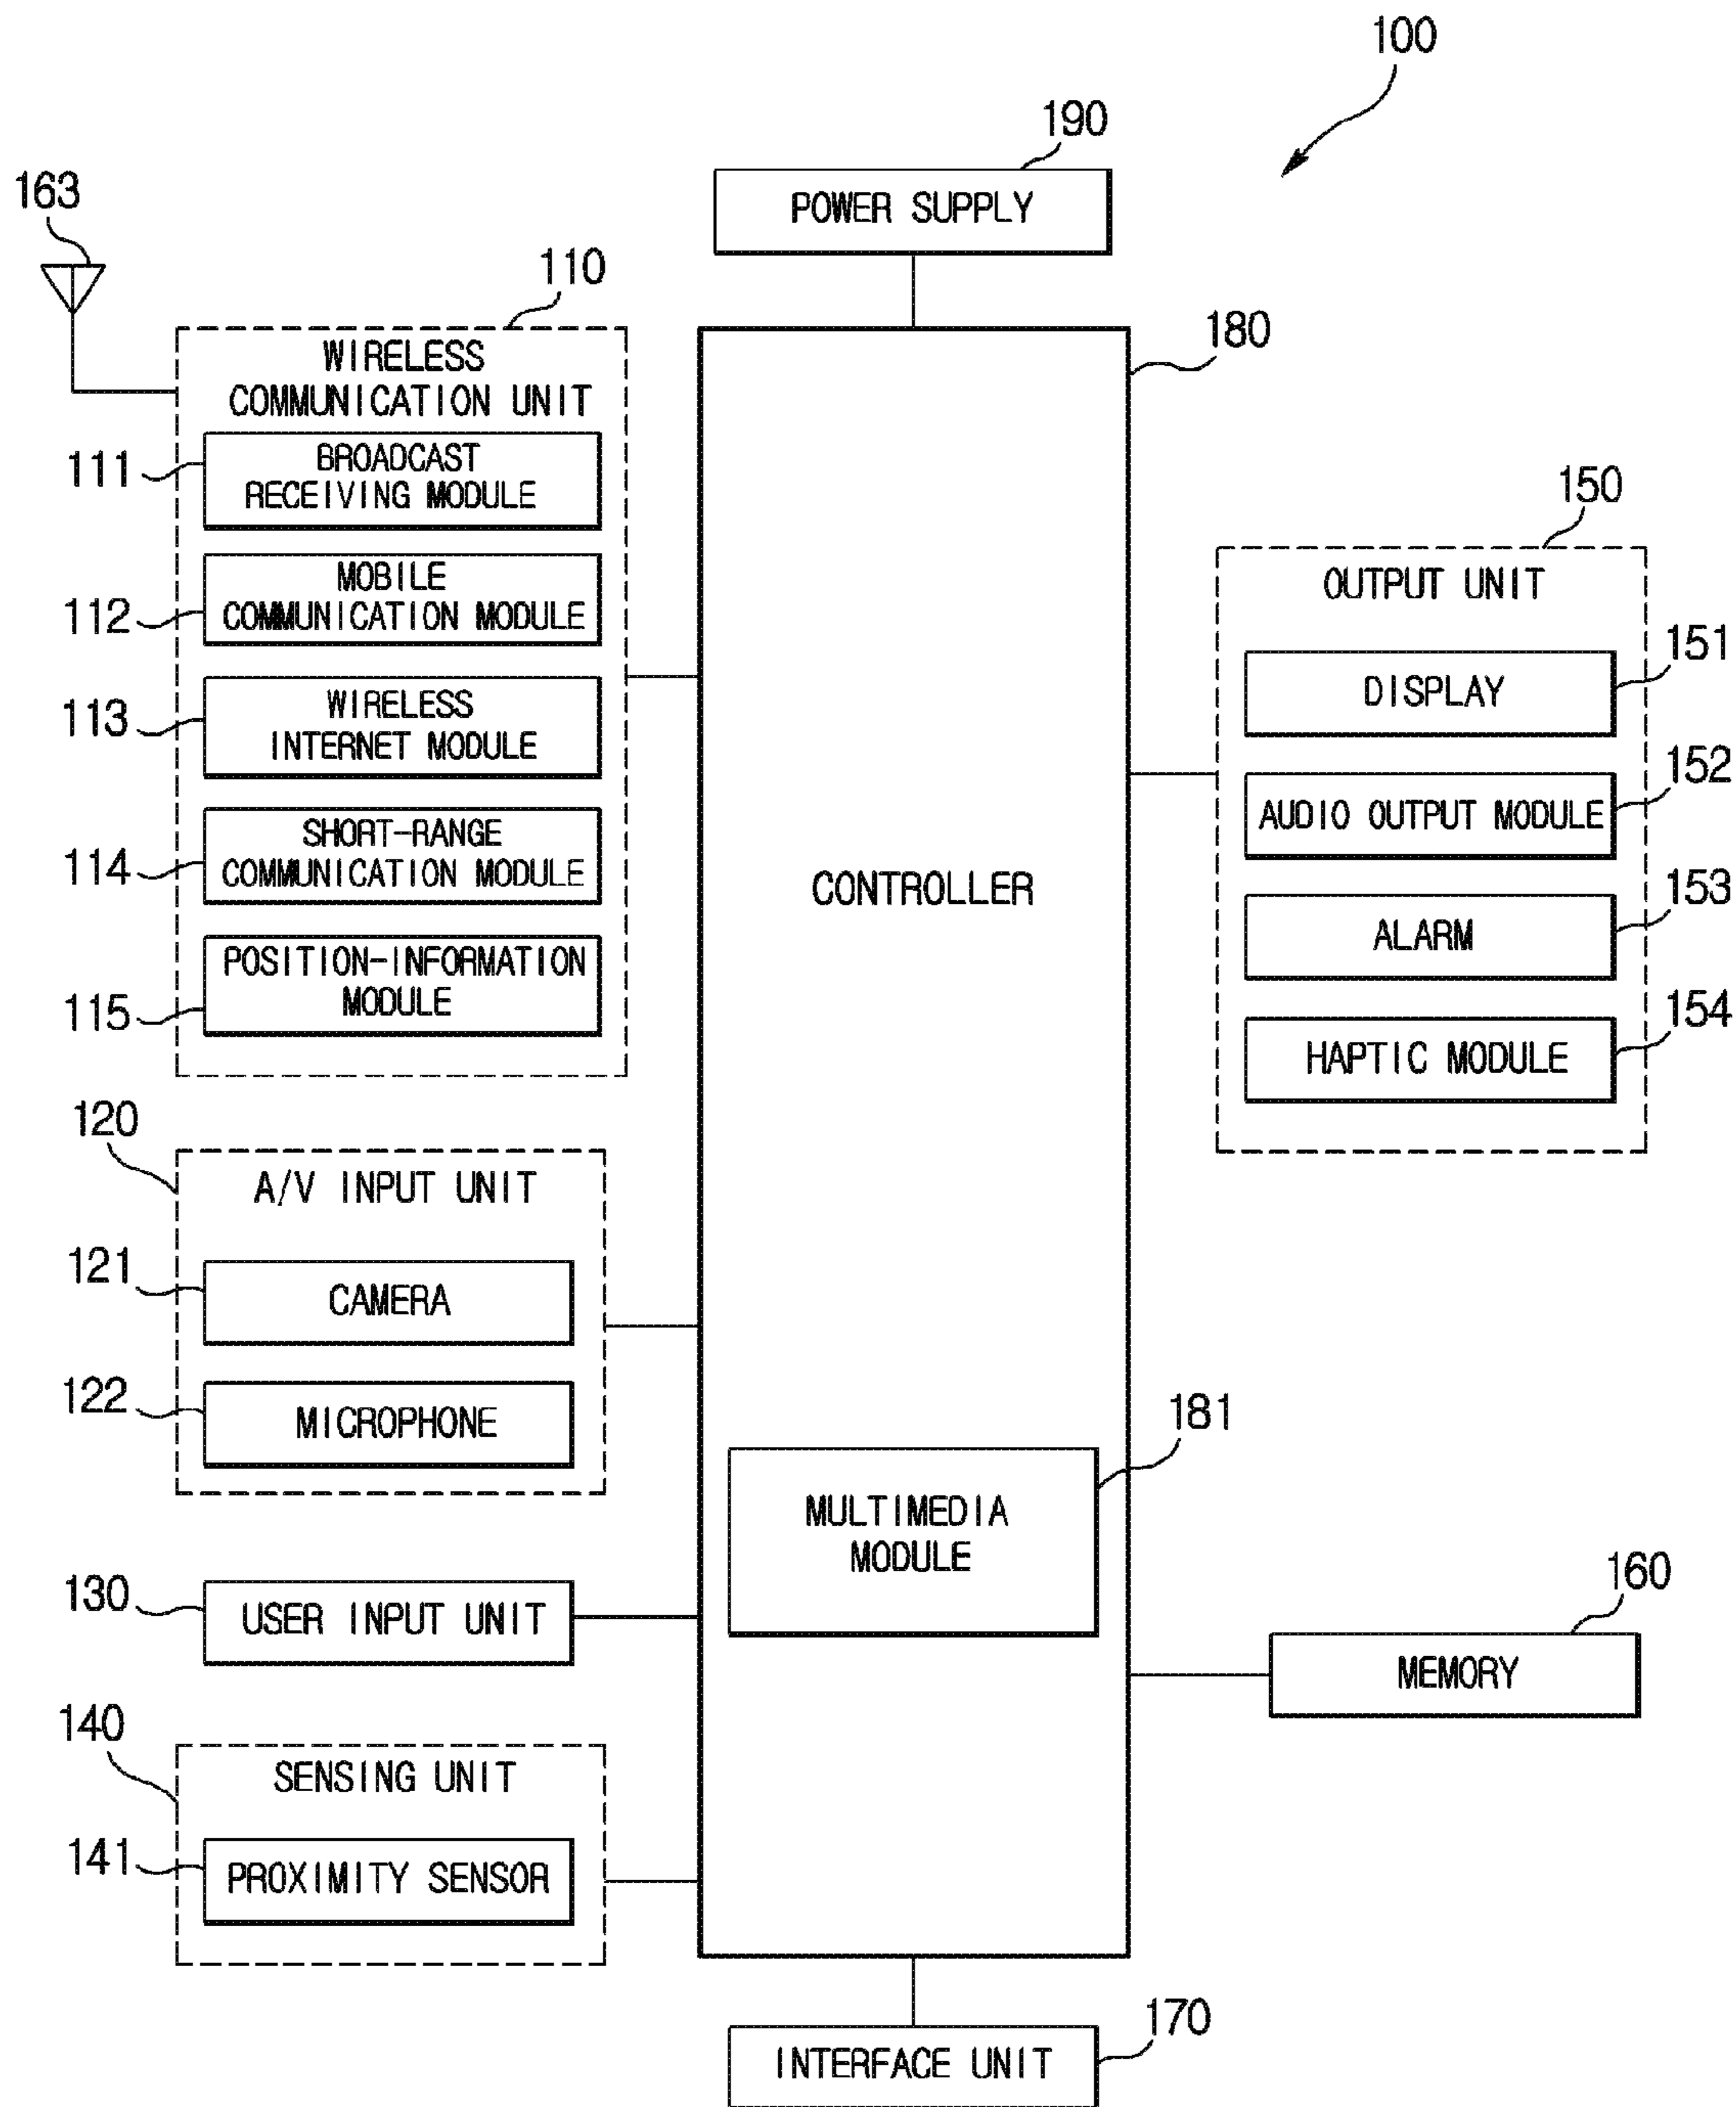 100
190
POWER SUPPLY
163
110
WIRELESS
COMMUNICATION UNIT
111
BROADCAST
RECEIVING MODULE
112
MOBILE
COMMUNICATION MODULE
113
WIRELESS
INTERNET MODULE
114
SHORT-RANGE
COMMUNICATION MODULE
115
POSITION-INFORMATION
MODULE
120
A/V INPUT UNIT
121
CAMERA
122
MICROPHONE
130
USER INPUT UNIT
140
SENSING UNIT
141
PROXIMITY SENSOR
180
CONTROLLER
181
MULTIMEDIA
MODULE
150
OUTPUT UNIT
151
DISPLAY
152
AUDIO OUTPUT MODULE
153
ALARM
154
HAPTIC MODULE
160
MEMORY
170
INTERFACE UNIT